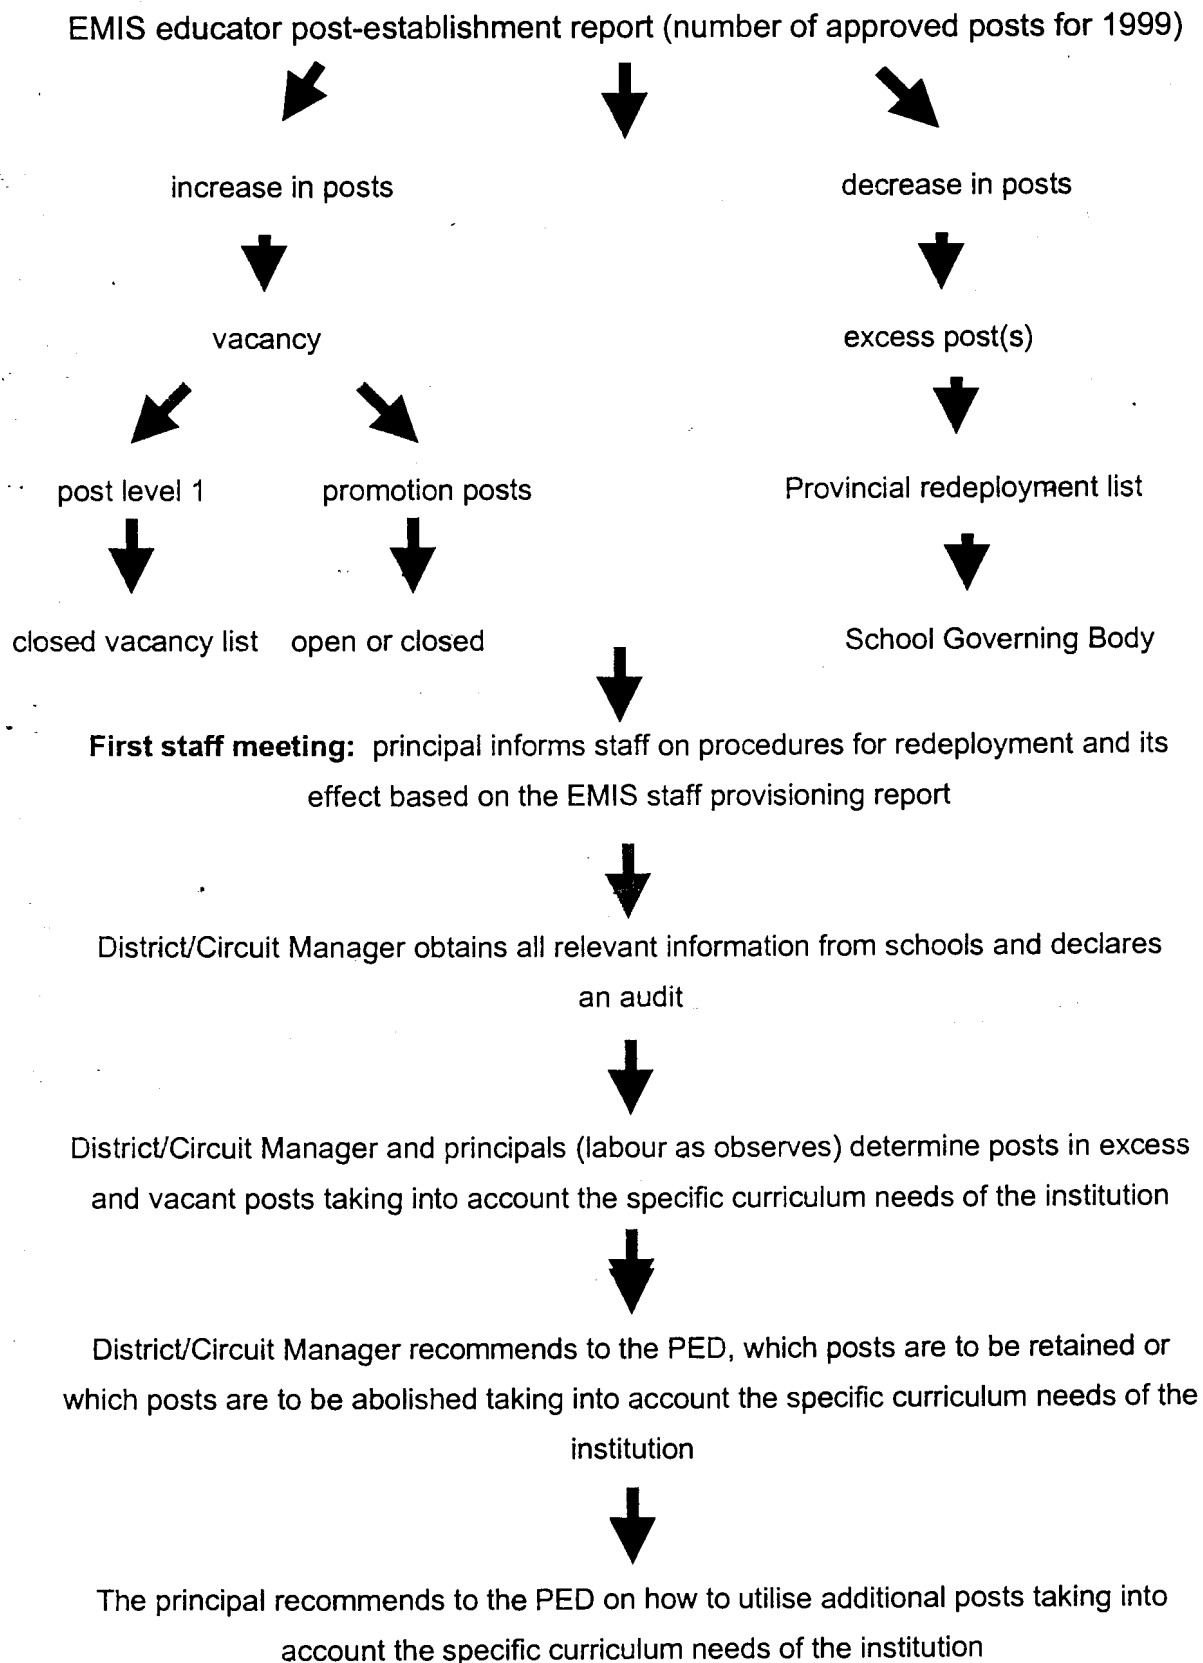 EMIS educator post-establishment report (number of approved posts for 1999)
increase in posts
decrease in posts
vacancy
excess post(s)
post level 1
promotion posts
Provincial redeployment list
closed vacancy list
open or closed
School Governing Body
First staff meeting: principal informs staff on procedures for redeployment and its
effect based on the EMIS staff provisioning report
District/Circuit Manager obtains all relevant information from schools and declares
an audit
District/Circuit Manager and principals (labour as observes) determine posts in excess
and vacant posts taking into account the specific curriculum needs of the institution
District/Circuit Manager recommends to the PED, which posts are to be retained or
which posts are to be abolished taking into account the specific curriculum needs of the
institution
The principal recommends to the PED on how to utilise additional posts taking into
account the specific curriculum needs of the institution